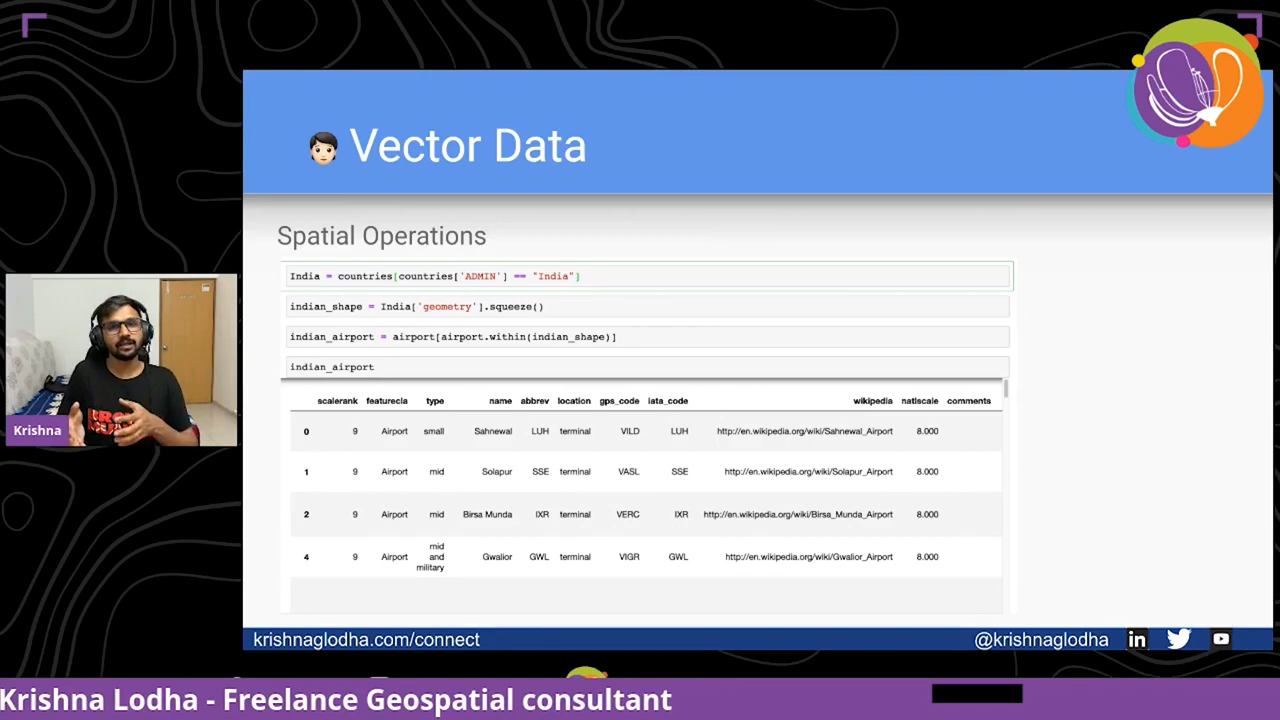 Vector Data
Spatial Operations
India = countries[countries['ADMIN'] == "India"]
indian_shape = India['geometry'].squeeze()
indian_airport = airport[airport.within(indian_shape)]
indian_airport
scalerank featurecla type name abbrev location gps_code iata_code wikipedia natlscale comments
0 9 Airport small Sahnewal LUH terminal VILD LUH http://en.wikipedia.org/wiki/Sahnewal_Airport 8.000
1 9 Airport mid Solapur SSE terminal VASL SSE http://en.wikipedia.org/wiki/Solapur_Airport 8.000
2 9 Airport mid Birsa Munda IXR terminal VERC IXR http://en.wikipedia.org/wiki/Birsa_Munda_Airport 8.000
mid
and
4 9 Airport military Gwalior GWL terminal VIGR GWL http://en.wikipedia.org/wiki/Gwalior_Airport 8.000
Krishna
krishnaglodha.com/connect
@krishnaglodha
Krishna Lodha - Freelance Geospatial consultant